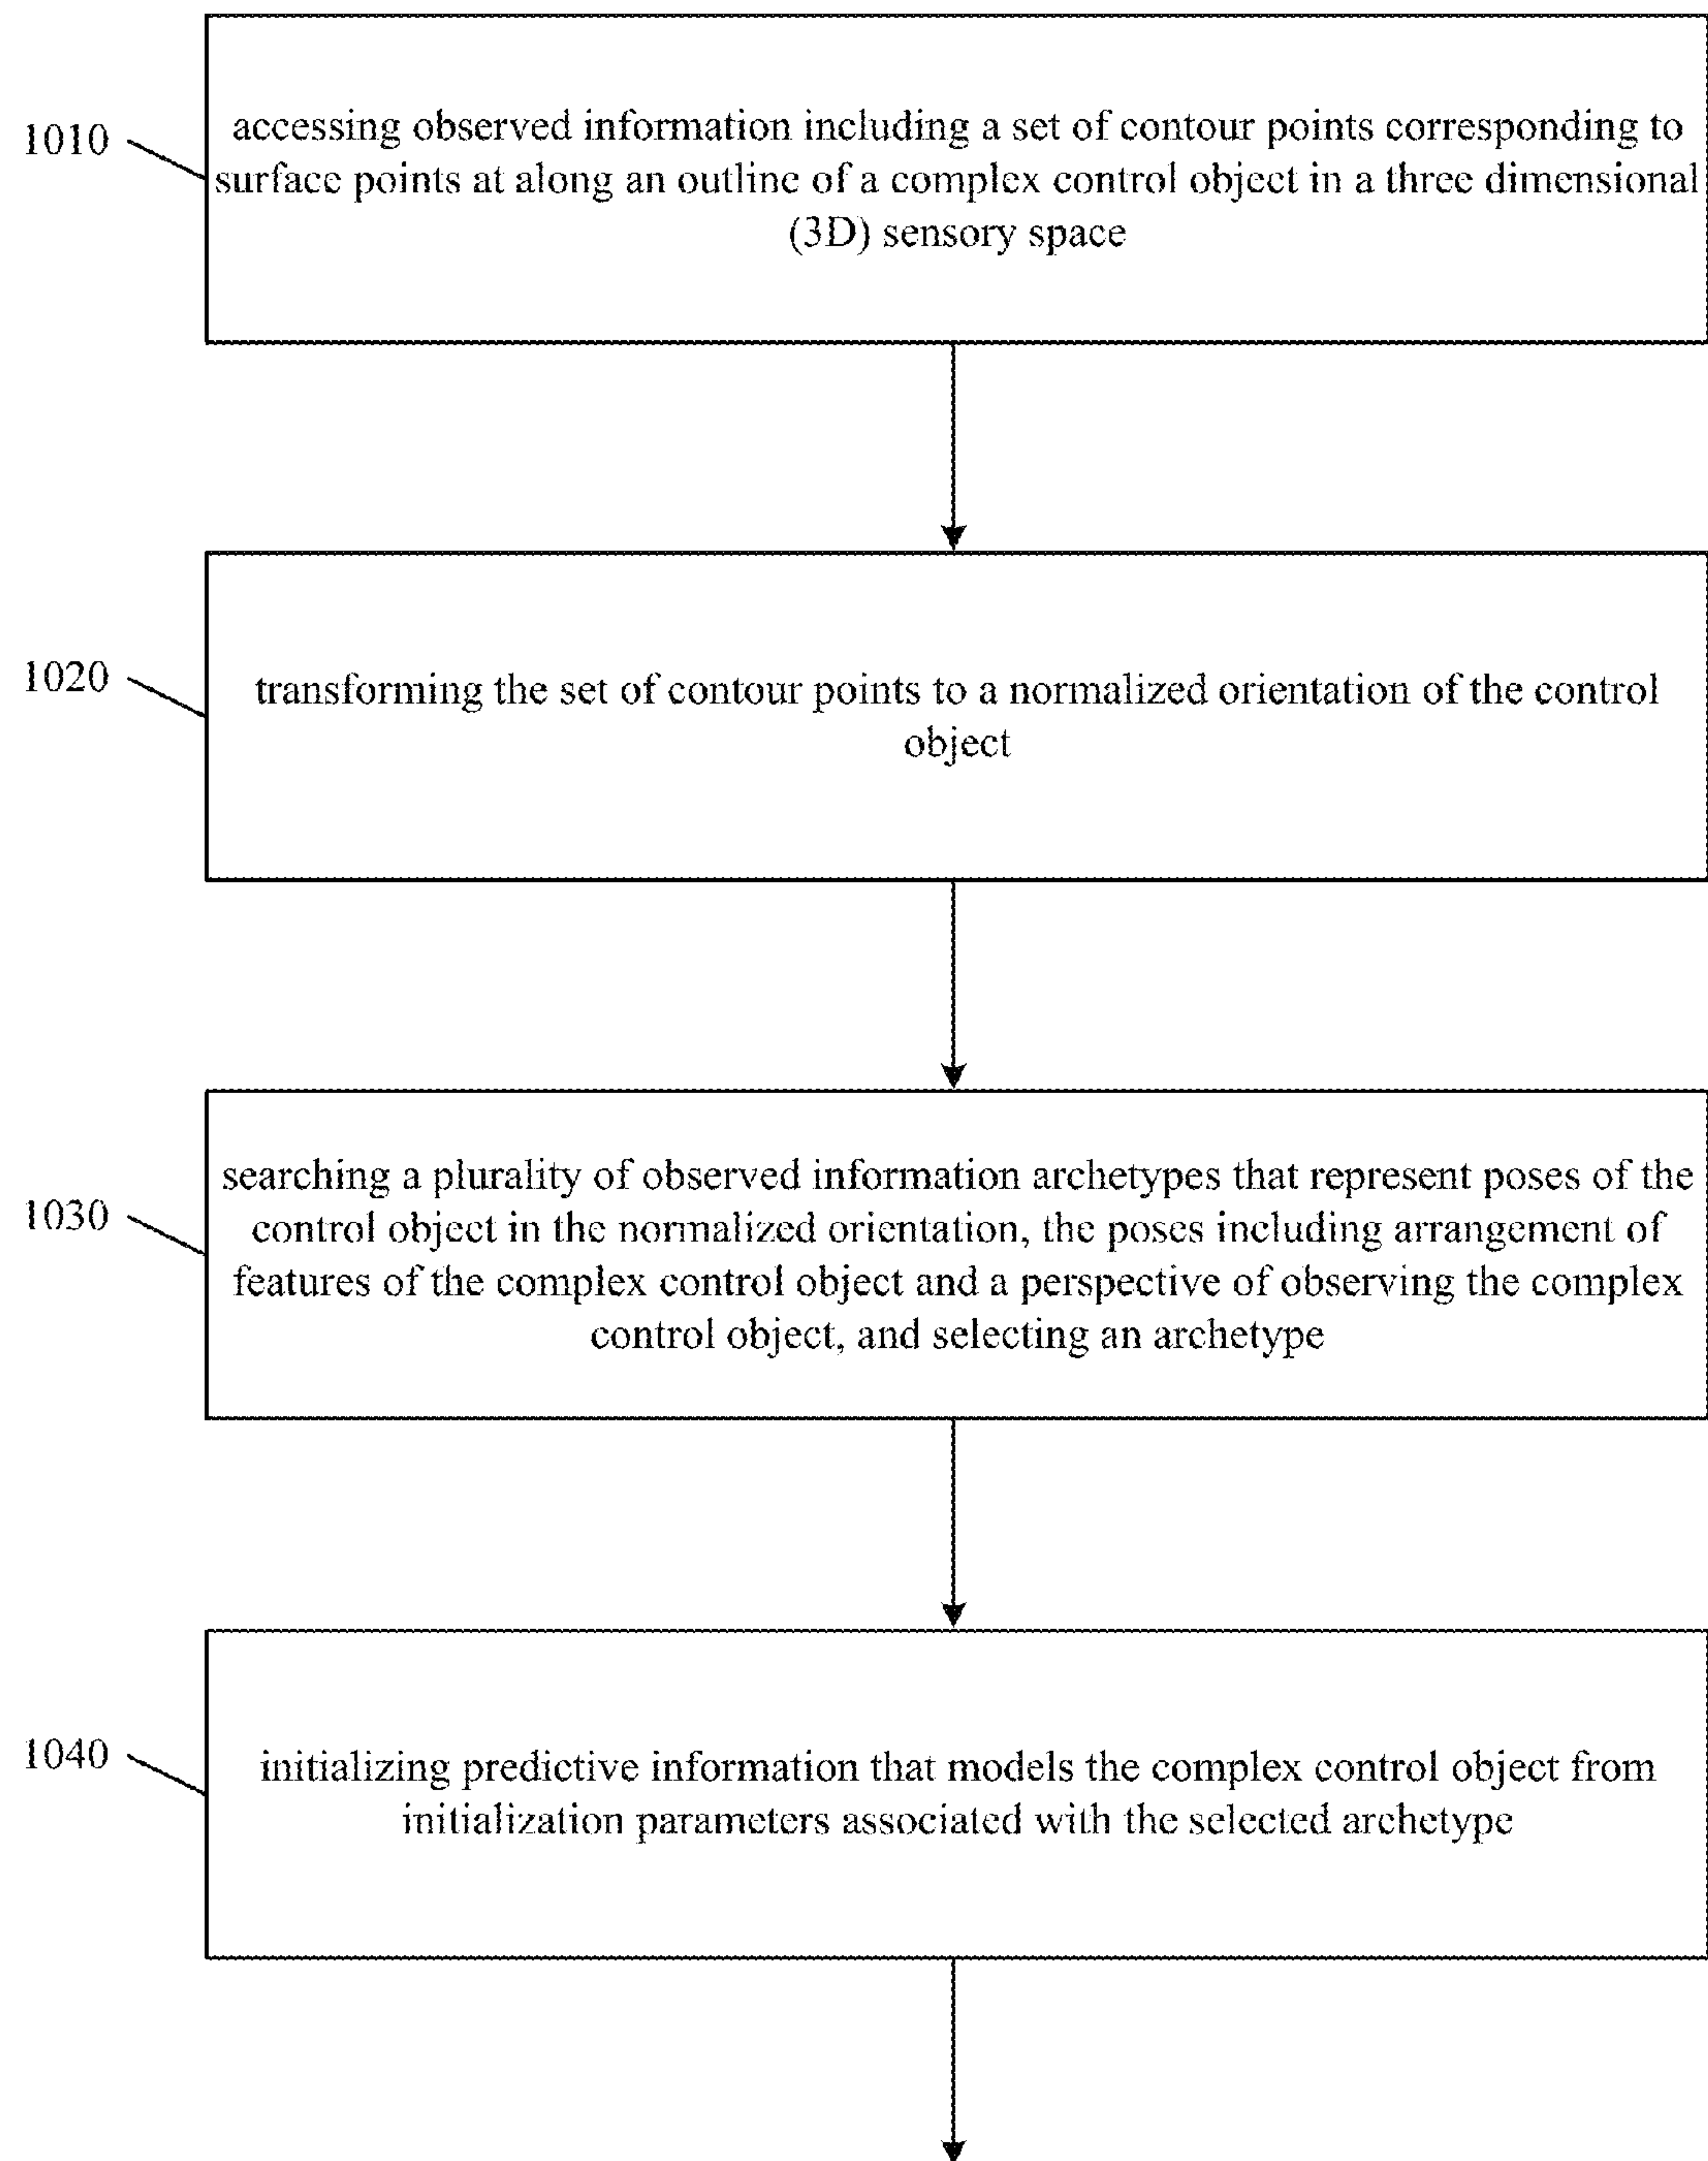 1010
accessing observed information including a set of contour points corresponding to
surface points at along an outline of a complex control object in a three dimensional
(3D) sensory space
1020
transforming the set of contour points to a normalized orientation of the control
object
1030
searching a plurality of observed information archetypes that represent poses of the
control object in the normalized orientation, the poses including arrangement of
features of the complex control object and a perspective of observing the complex
control object, and selecting an archetype
1040
initializing predictive information that models the complex control object from
initialization parameters associated with the selected archetype